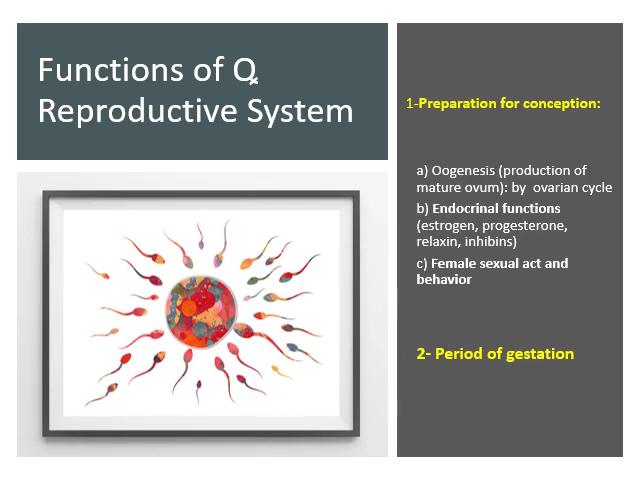 Functions of Q
Reproductive System
1-Preparation for conception:
a) Oogenesis (production of
mature ovum): by ovarian cycle
b) Endocrinal functions
(estrogen, progesterone,
relaxin, inhibins)
c) Female sexual act and
behavior
2- Period of gestation